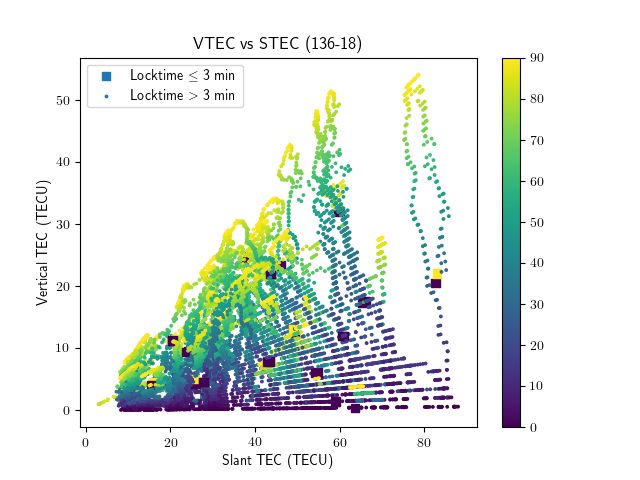 VTEC vs STEC (136-18)
Locktime ≤ 3 min
Locktime > 3 min
Vertical TEC (TECU)
50
40
30
20
10
0
0 20 40 60 80
Slant TEC (TECU)
90
80
70
60
50
40
30
20
10
0